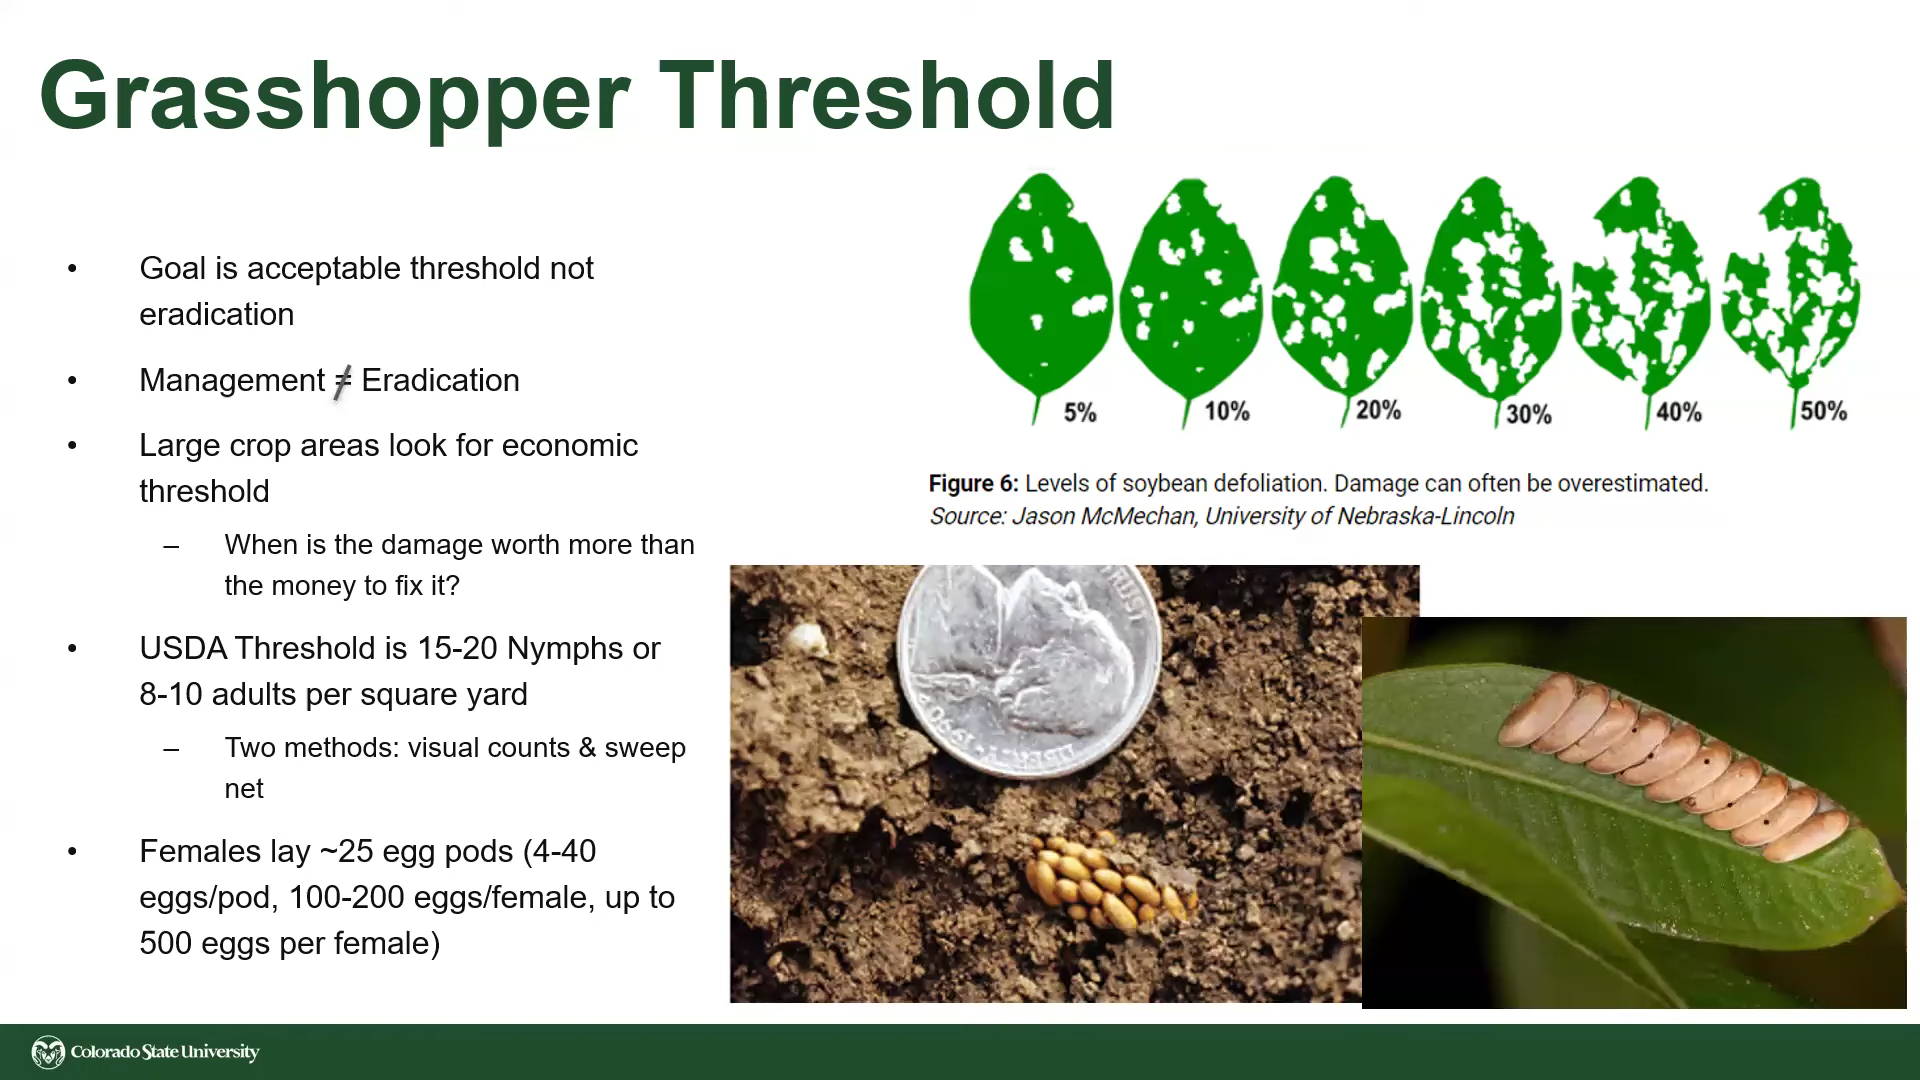 Grasshopper Threshold
• Goal is acceptable threshold not
eradication
• Management ≠ Eradication
• Large crop areas look for economic
threshold
– When is the damage worth more than
the money to fix it?
• USDA Threshold is 15-20 Nymphs or
8-10 adults per square yard
– Two methods: visual counts & sweep
net
• Females lay ~25 egg pods (4-40
eggs/pod, 100-200 eggs/female, up to
500 eggs per female)
5% 10% 20% 30% 40% 50%
Figure 6: Levels of soybean defoliation. Damage can often be overestimated.
Source: Jason McMechan, University of Nebraska-Lincoln
Colorado State University